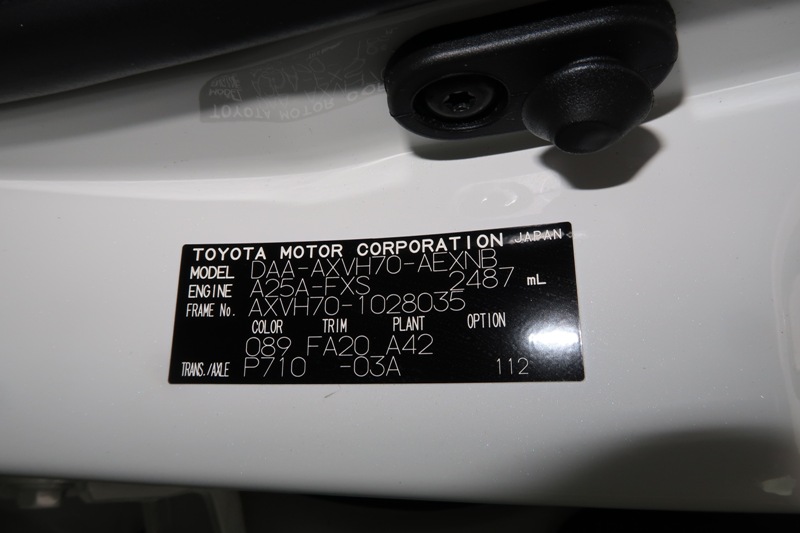 TOYOTA MOTOR CORPORATION JAPAN
MODEL DAA-AXVH70-AEXNB
ENGINE A25A-FXS 2487 mL
FRAME No. AXVH70-1028035
COLOR TRIM PLANT OPTION
089 FA20 A42
TRANS./AXLE P710 -03A 112